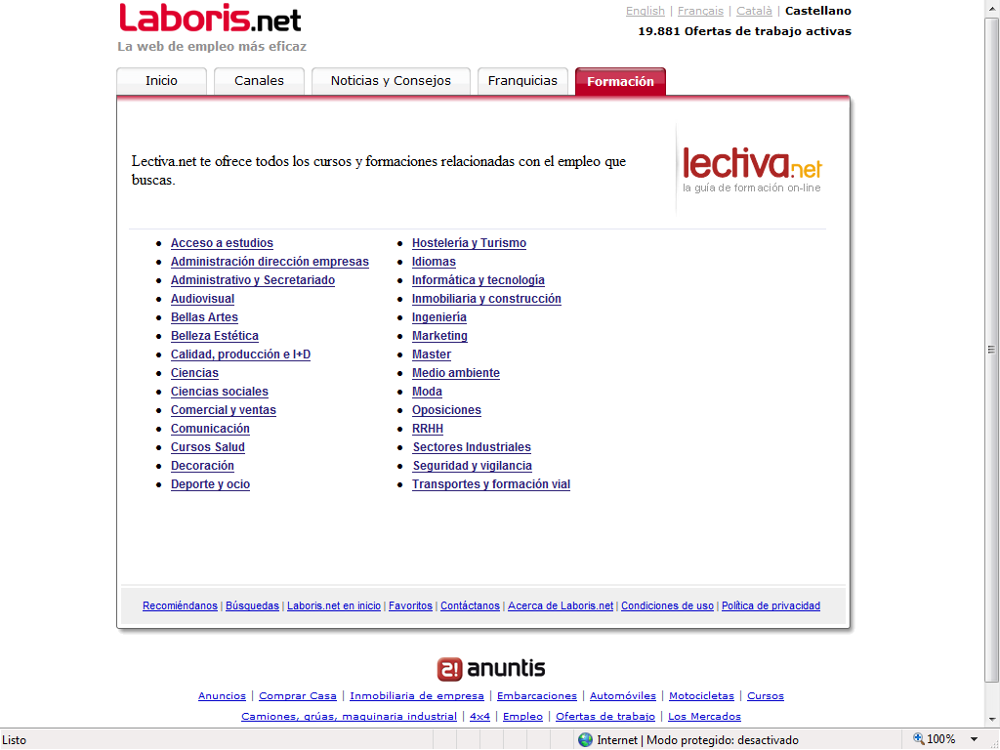 Laboris.net
La web de empleo más eficaz
English | Français | Català | Castellano
19.881 Ofertas de trabajo activas
Inicio
Canales
Noticias y Consejos
Franquicias
Formación
Lectiva.net te ofrece todos los cursos y formaciones relacionadas con el empleo que
buscas.
lectiva.net
la guía de formación on-line
Acceso a estudios
Administración dirección empresas
Administrativo y Secretariado
Audiovisual
Bellas Artes
Belleza Estética
Calidad, producción e I+D
Ciencias
Ciencias sociales
Comercial y ventas
Comunicación
Cursos Salud
Decoración
Deporte y ocio
Hostelería y Turismo
Idiomas
Informática y tecnología
Inmobiliaria y construcción
Ingeniería
Marketing
Master
Medio ambiente
Moda
Oposiciones
RRHH
Sectores Industriales
Seguridad y vigilancia
Transportes y formación vial
Recomiéndanos | Búsquedas | Laboris.net en inicio | Favoritos | Contáctanos | Acerca de Laboris.net | Condiciones de uso | Política de privacidad
2! anuntis
Anuncios | Comprar Casa | Inmobiliaria de empresa | Embarcaciones | Automóviles | Motocicletas | Cursos
Camiones, grúas, maquinaria industrial | 4x4 | Empleo | Ofertas de trabajo | Los Mercados
Listo
Internet | Modo protegido: desactivado
100%